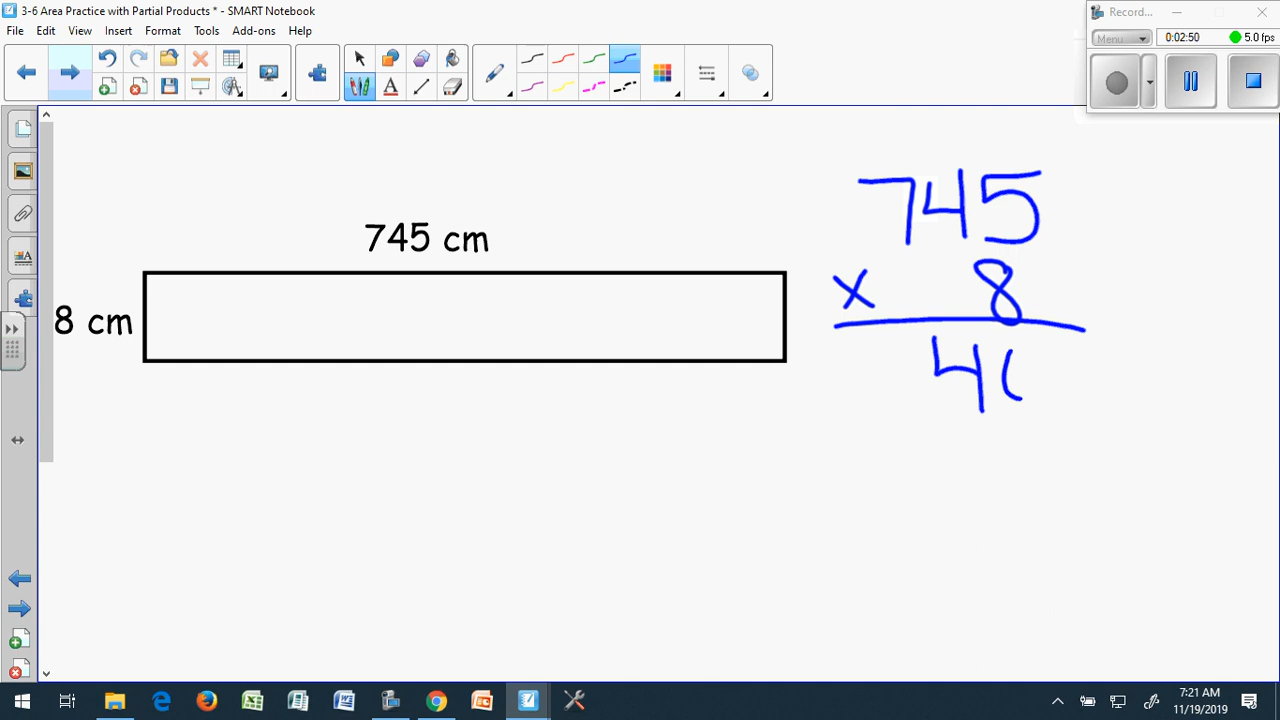 3-6 Area Practice with Partial Products * - SMART Notebook
File Edit View Insert Format Tools Add-ons Help
Record...
Menu
0:02:50
5.0 fps
745 cm
8 cm
745
x 8
4
7:21 AM
11/19/2019